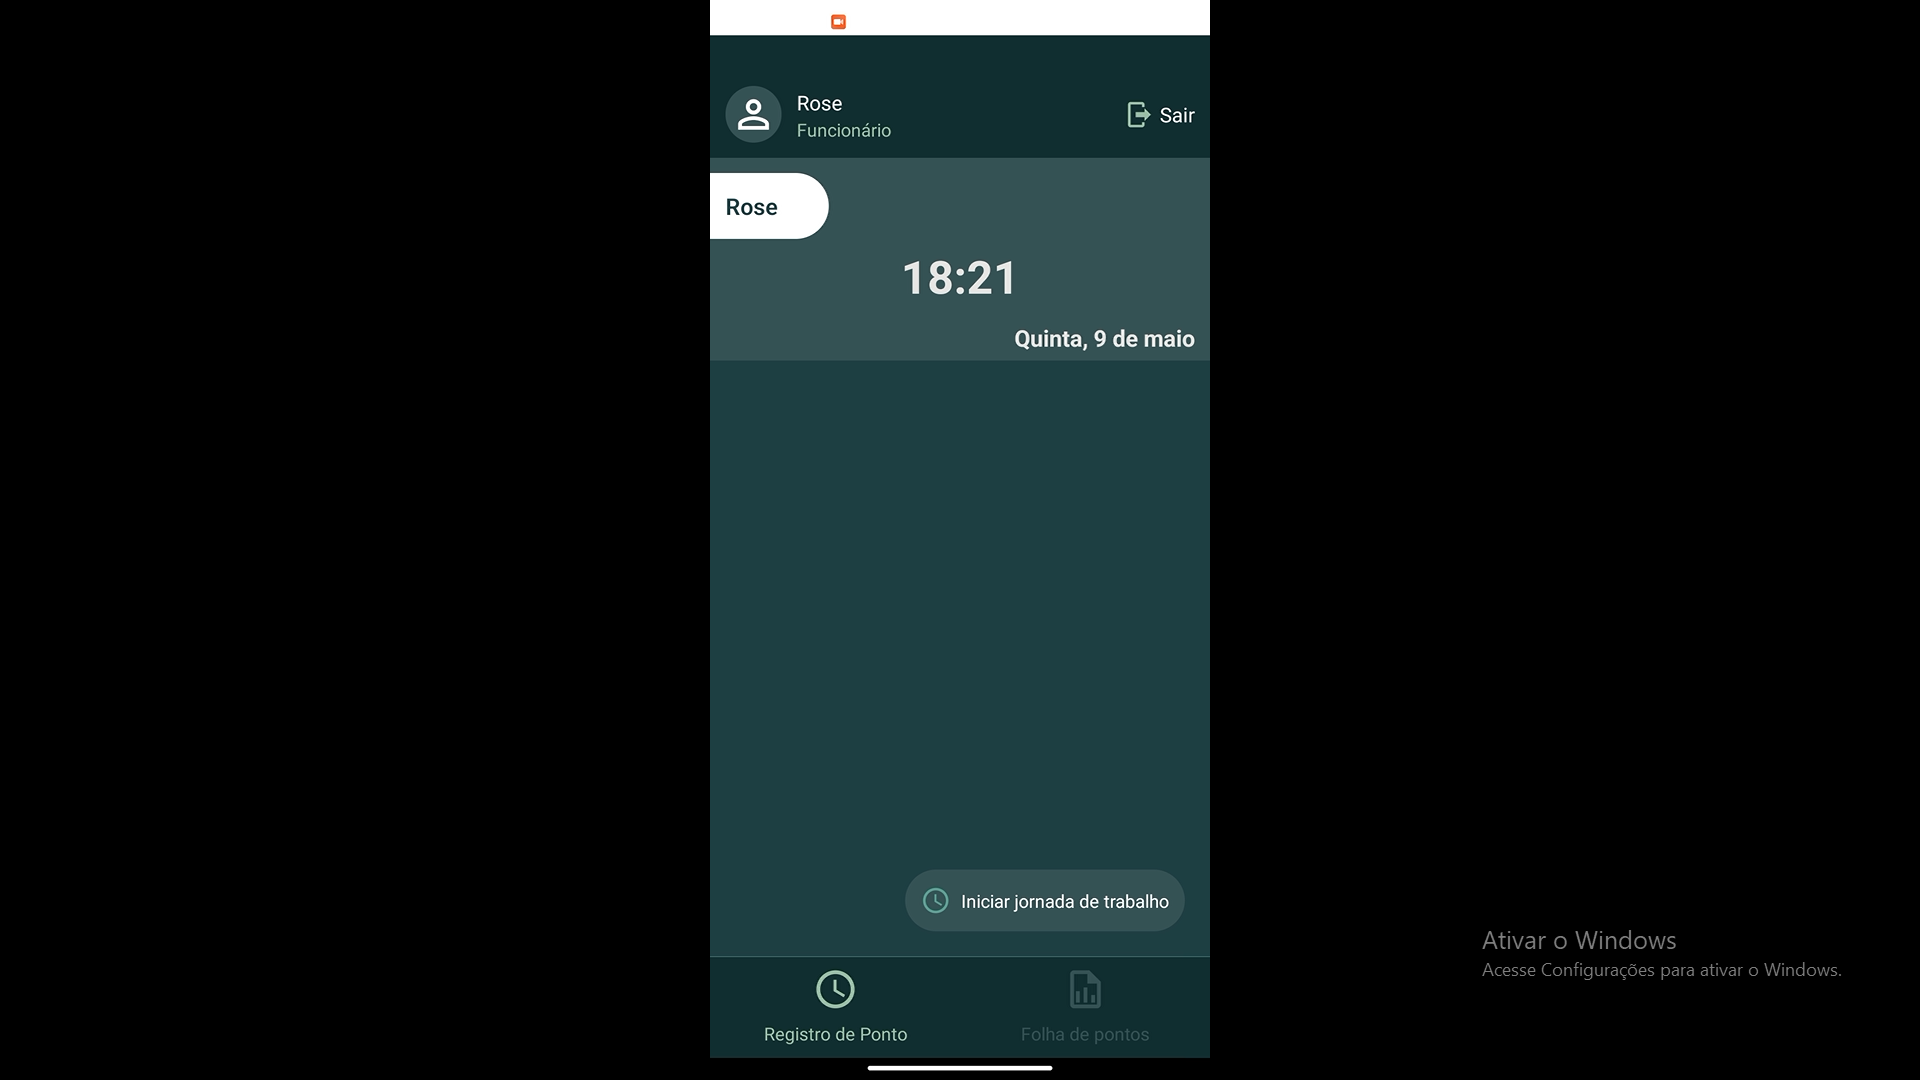 Rose
Funcionário
Sair
Rose
18:21
Quinta, 9 de maio
Iniciar jornada de trabalho
Registro de Ponto
Folha de pontos
Ativar o Windows
Acesse Configurações para ativar o Windows.